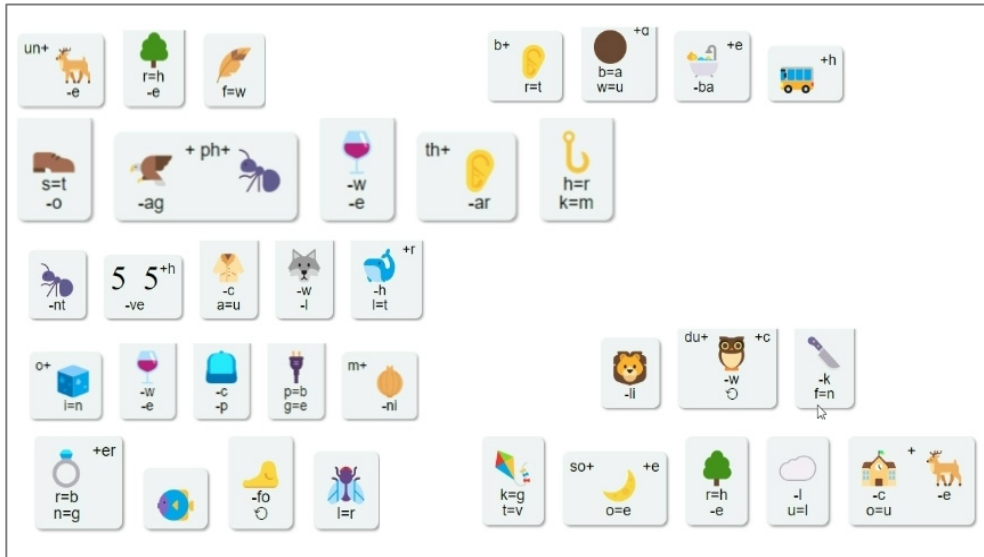 un+ -e r=h -e f=w b+ r=t +d b=a w=u +e -ba +h
s=t -o -ag + ph+ -w -e th+ -ar h=r k=m
-nt 5 5 +h -ve -c a=u -w -l -h l=t +r
o+ i=n -w -e -c -p p=b g=e m+ -ni -li du+ +c -w -k f=n
+er r=b n=g -fo l=r k=g t=v so+ +e o=e r=h -e -l u=l -c o=u + -e